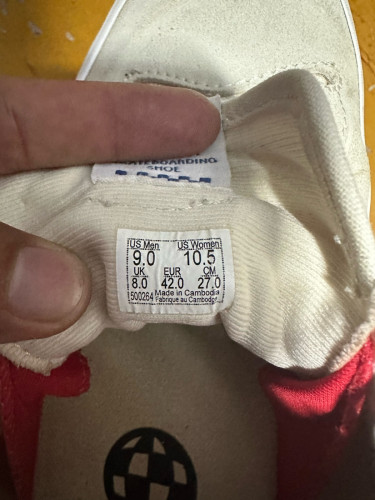 SKATEBOARDING
SHOE
US Men US Women
9.0 10.5
UK EUR CM
8.0 42.0 27.0
500264 Made in Cambodia
Fabrique au Cambodge